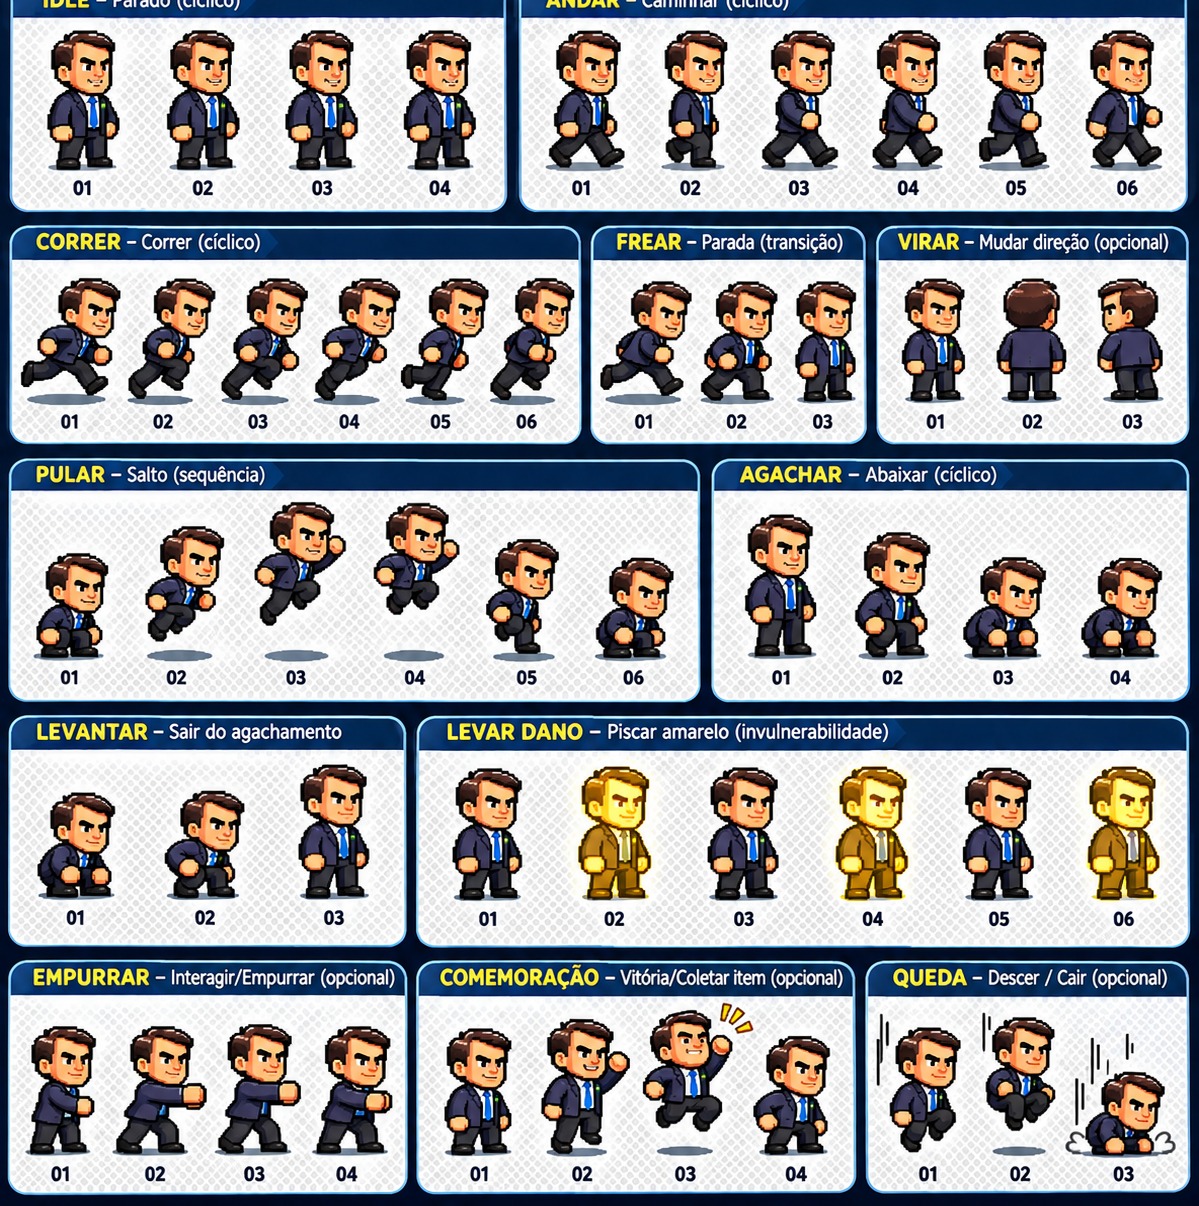 IDLE – Parado (cíclico)
ANDAR – Caminhar (cíclico)
01 02 03 04
01 02 03 04 05 06
CORRER – Correr (cíclico)
FREAR – Parada (transição)
VIRAR – Mudar direção (opcional)
01 02 03 04 05 06
01 02 03
01 02 03
PULAR – Salto (sequência)
AGACHAR – Abaixar (cíclico)
01 02 03 04 05 06
01 02 03 04
LEVANTAR – Sair do agachamento
LEVAR DANO – Piscar amarelo (invulnerabilidade)
01 02 03
01 02 03 04 05 06
EMPURRAR – Interagir/Empurrar (opcional)
COMEMORAÇÃO – Vitória/Coletar item (opcional)
QUEDA – Descer / Cair (opcional)
01 02 03 04
01 02 03 04
01 02 03